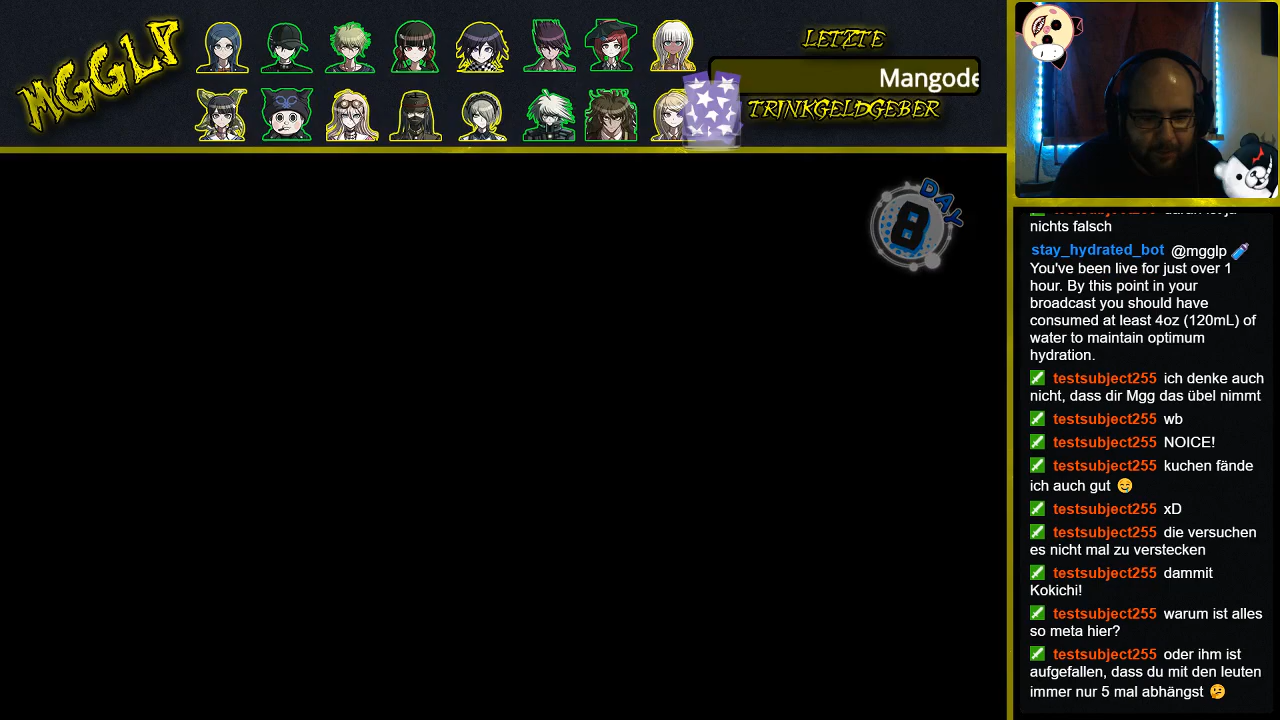 MGGLP
LETZTE
Mangode
TRINKGELDGEBER
DAY
8
nichts falsch
stay_hydrated_bot @mgglp
You've been live for just over 1
hour. By this point in your
broadcast you should have
consumed at least 4oz (120mL) of
water to maintain optimum
hydration.
testsubject255 ich denke auch
nicht, dass dir Mgg das übel nimmt
testsubject255 wb
testsubject255 NOICE!
testsubject255 kuchen fände
ich auch gut 😋
testsubject255 xD
testsubject255 die versuchen
es nicht mal zu verstecken
testsubject255 dammit
Kokichi!
testsubject255 warum ist alles
so meta hier?
testsubject255 oder ihm ist
aufgefallen, dass du mit den leuten
immer nur 5 mal abhängst 🤔